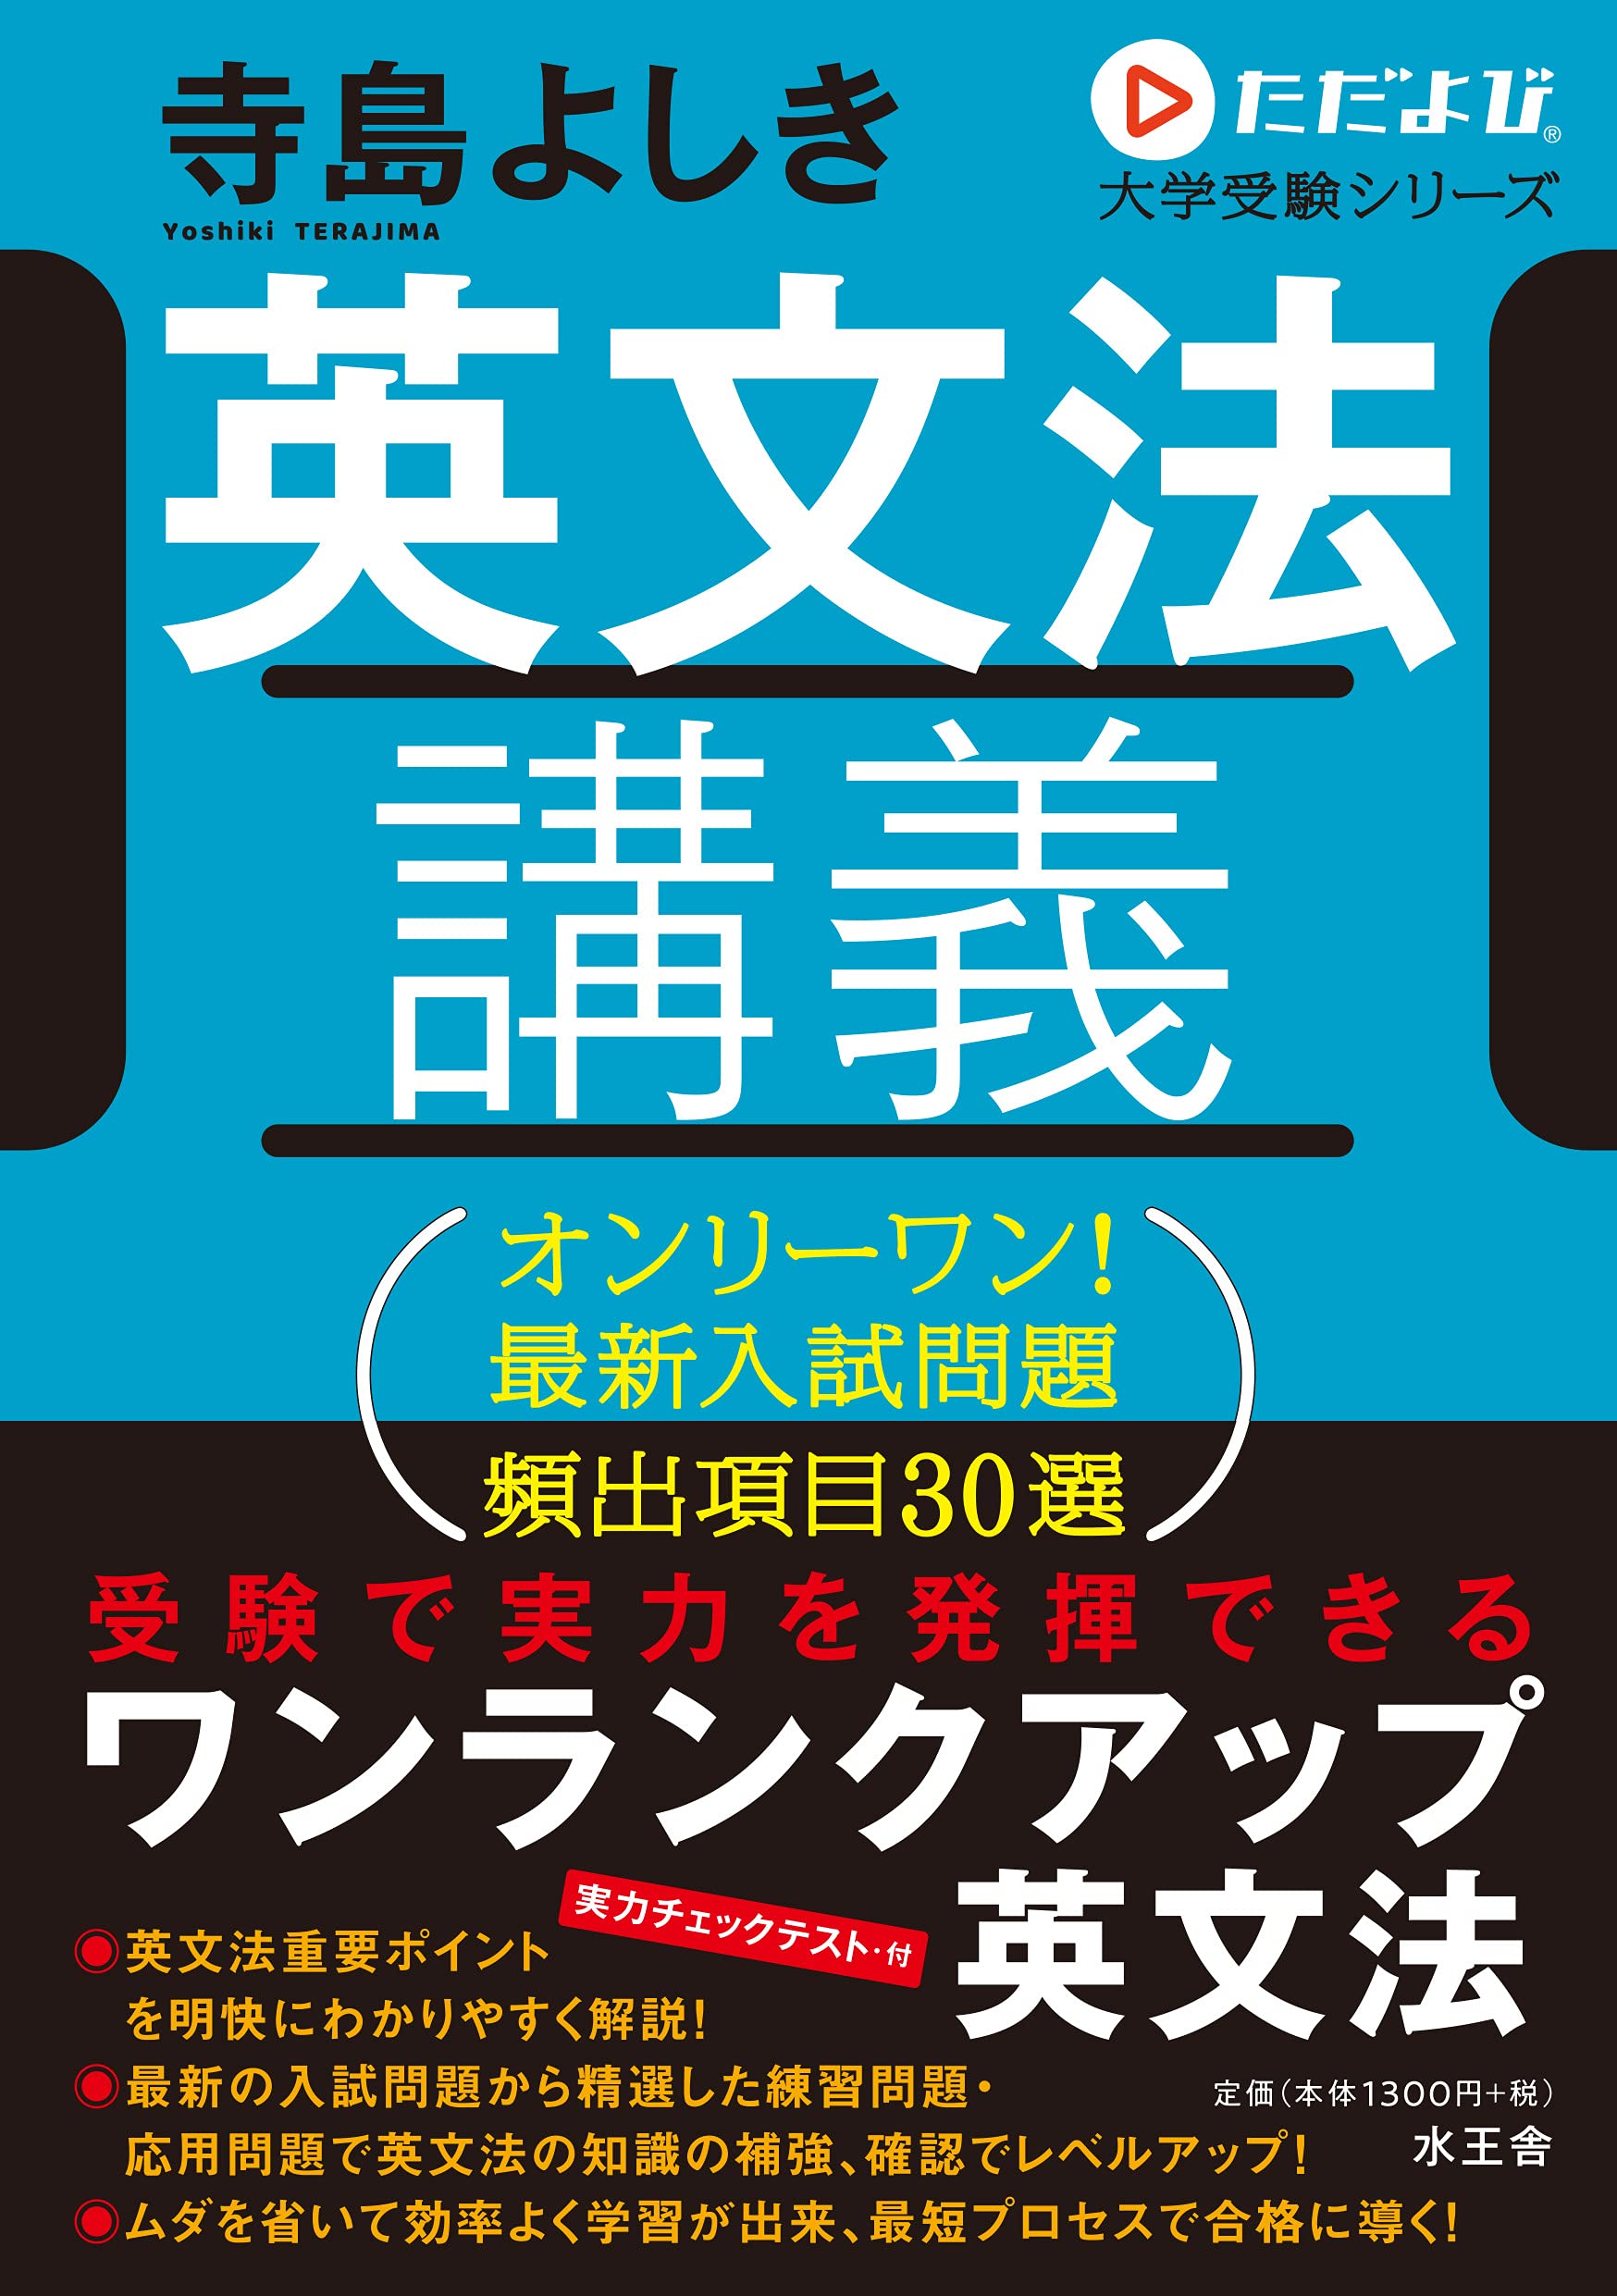 寺島よしき
Yoshiki TERAJIMA
ただよび®
大学受験シリーズ
英文法
講義
オンリーワン!
最新入試問題
頻出項目30選
受験で実力を発揮できる
ワンランクアップ
英文法
実力チェックテスト・付
◉英文法重要ポイント
を明快にわかりやすく解説!
◉最新の入試問題から精選した練習問題・
応用問題で英文法の知識の補強、確認でレベルアップ!
◉ムダを省いて効率よく学習が出来、最短プロセスで合格に導く!
定価(本体1300円+税)
水王舎